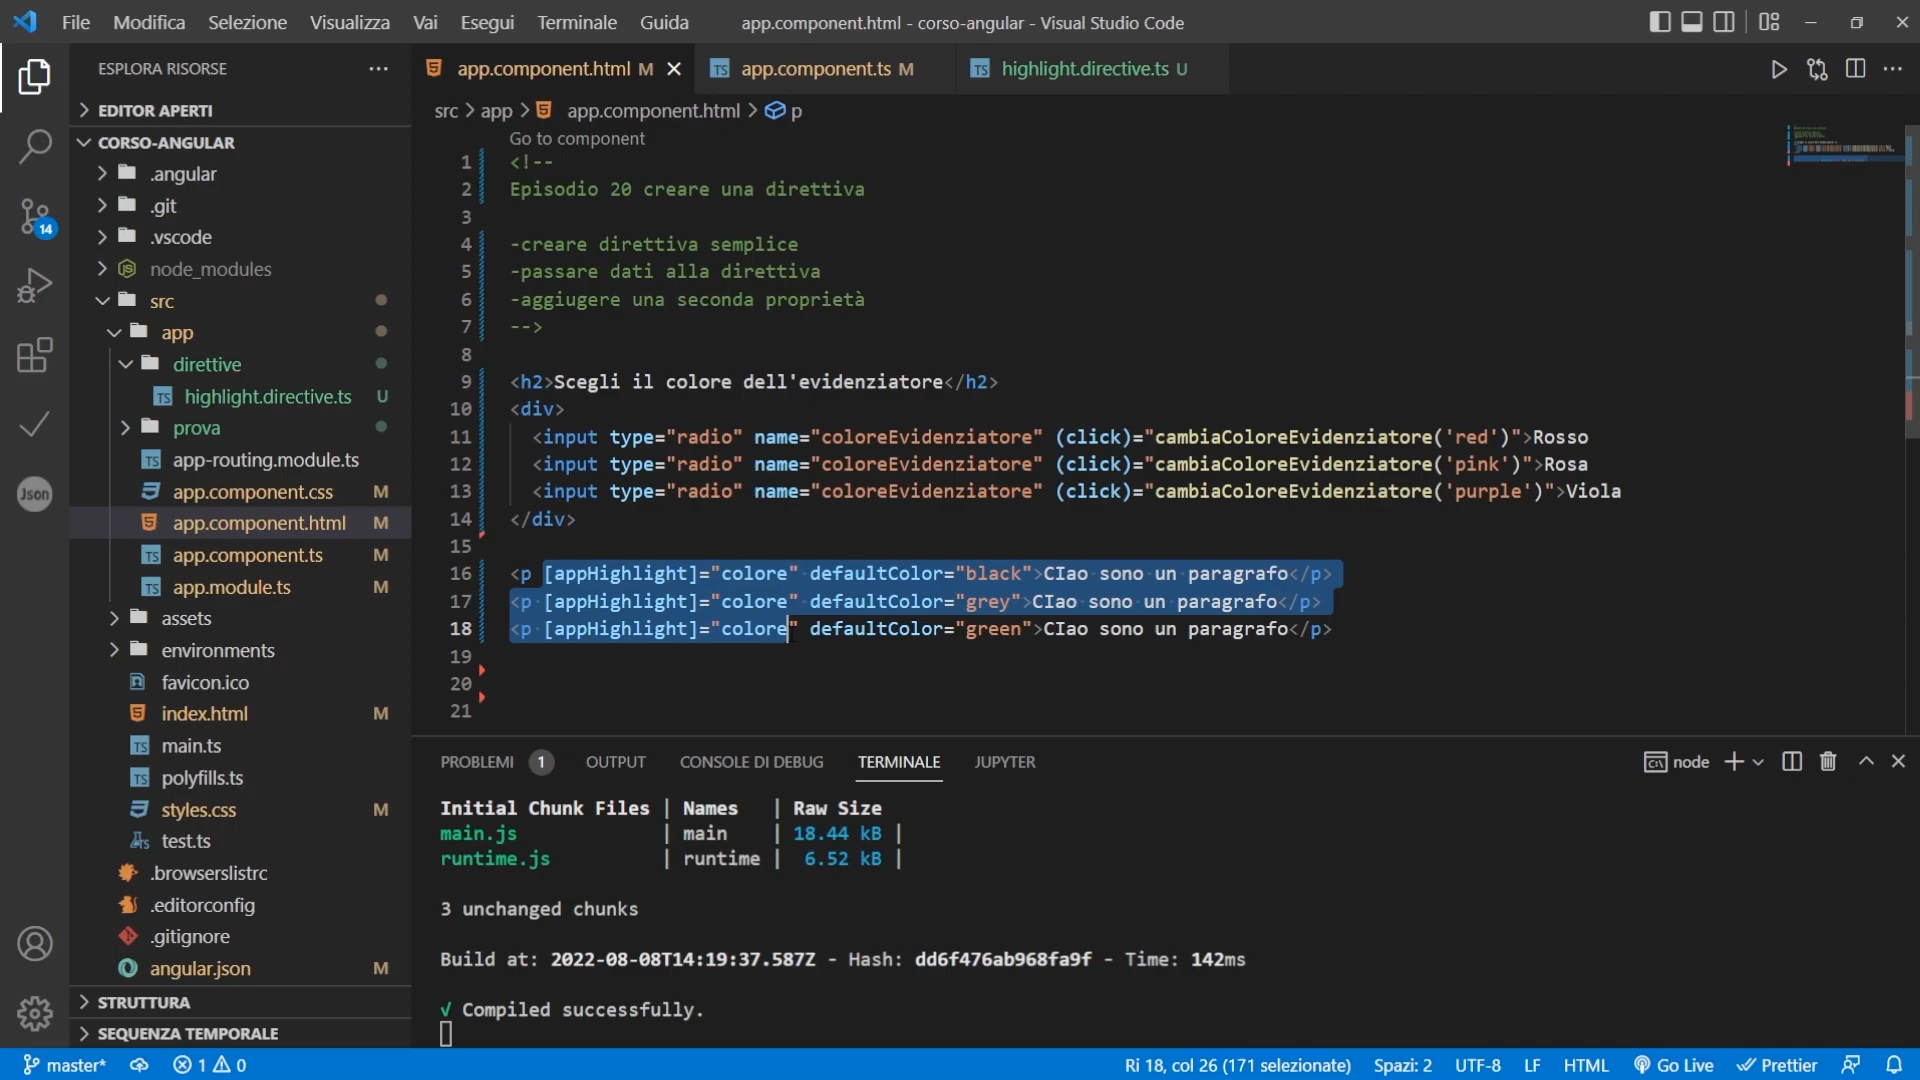 File Modifica Selezione Visualizza Vai Esegui Terminale Guida
app.component.html - corso-angular - Visual Studio Code
ESPLORA RISORSE
EDITOR APERTI
CORSO-ANGULAR
.angular
.git
.vscode
node_modules
src
app
direttive
highlight.directive.ts U
prova
app-routing.module.ts
app.component.css M
app.component.html M
app.component.ts M
app.module.ts M
assets
environments
favicon.ico
index.html M
main.ts
polyfills.ts
styles.css M
test.ts
.browserslistrc
.editorconfig
.gitignore
angular.json M
STRUTTURA
SEQUENZA TEMPORALE
14
Json
app.component.html M
TS app.component.ts M
TS highlight.directive.ts U
src > app > app.component.html > p
Go to component
1 <!--
2 Episodio 20 creare una direttiva
3
4 -creare direttiva semplice
5 -passare dati alla direttiva
6 -aggiugere una seconda proprietà
7 -->
8
9 <h2>Scegli il colore dell'evidenziatore</h2>
10 <div>
11 <input type="radio" name="coloreEvidenziatore" (click)="cambiaColoreEvidenziatore('red')">Rosso
12 <input type="radio" name="coloreEvidenziatore" (click)="cambiaColoreEvidenziatore('pink')">Rosa
13 <input type="radio" name="coloreEvidenziatore" (click)="cambiaColoreEvidenziatore('purple')">Viola
14 </div>
15
16 <p [appHighlight]="colore" defaultColor="black">CIao sono un paragrafo</p>
17 <p [appHighlight]="colore" defaultColor="grey">CIao sono un paragrafo</p>
18 <p [appHighlight]="colore" defaultColor="green">CIao sono un paragrafo</p>
19
20
21
PROBLEMI 1 OUTPUT CONSOLE DI DEBUG TERMINALE JUPYTER
node
Initial Chunk Files | Names | Raw Size
main.js | main | 18.44 kB |
runtime.js | runtime | 6.52 kB |
3 unchanged chunks
Build at: 2022-08-08T14:19:37.587Z - Hash: dd6f476ab968fa9f - Time: 142ms
√ Compiled successfully.
master* 1 0
Ri 18, col 26 (171 selezionate) Spazi: 2 UTF-8 LF HTML Go Live Prettier